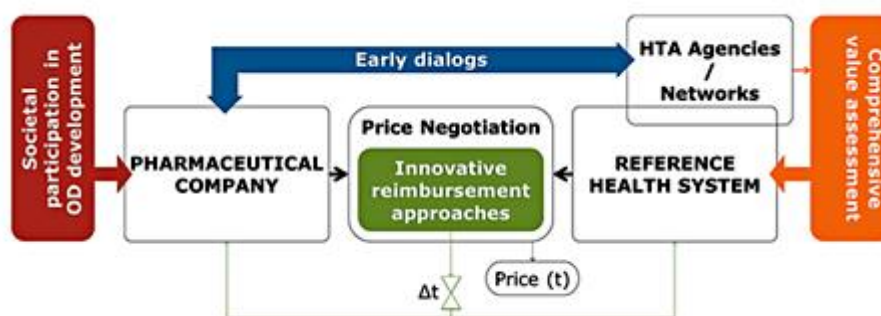 Societal
participation in
OD development
Early dialogs
HTA Agencies
/
Networks
Comprehensive
value assessment
PHARMACEUTICAL
COMPANY
Price Negotiation
Innovative
reimbursement
approaches
REFERENCE
HEALTH SYSTEM
Δt
Price (t)